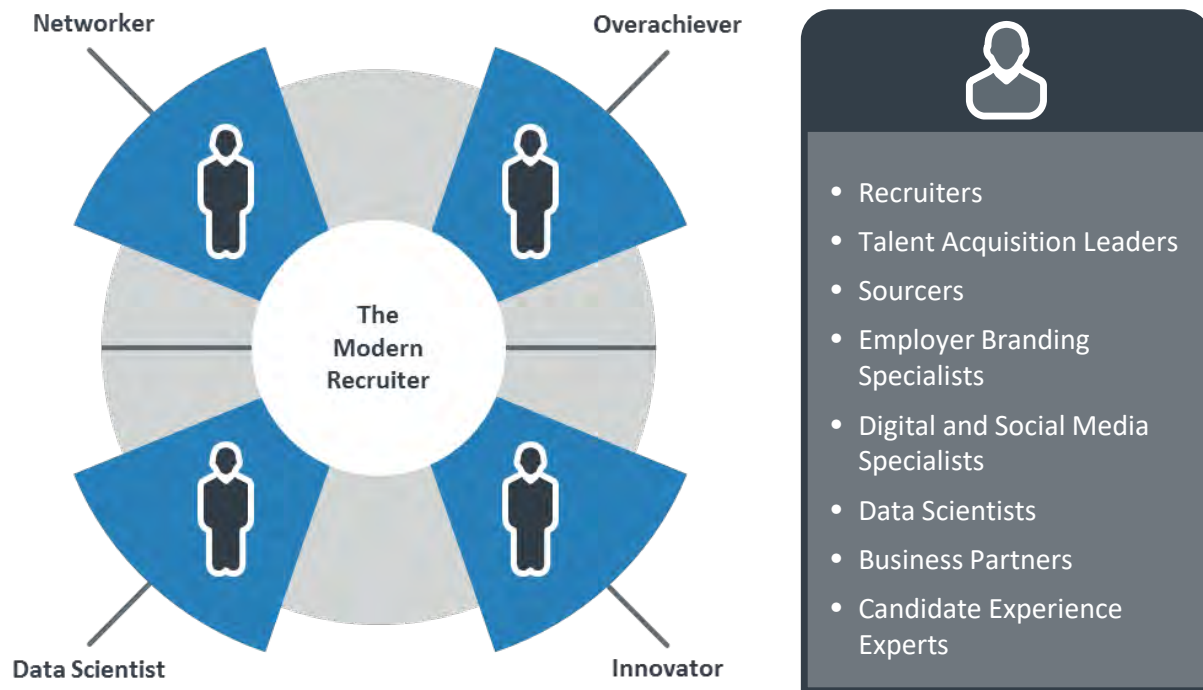 Networker
Overachiever
The
Modern
Recruiter
Data Scientist
Innovator
• Recruiters
• Talent Acquisition Leaders
• Sourcers
• Employer Branding
Specialists
• Digital and Social Media
Specialists
• Data Scientists
• Business Partners
• Candidate Experience
Experts